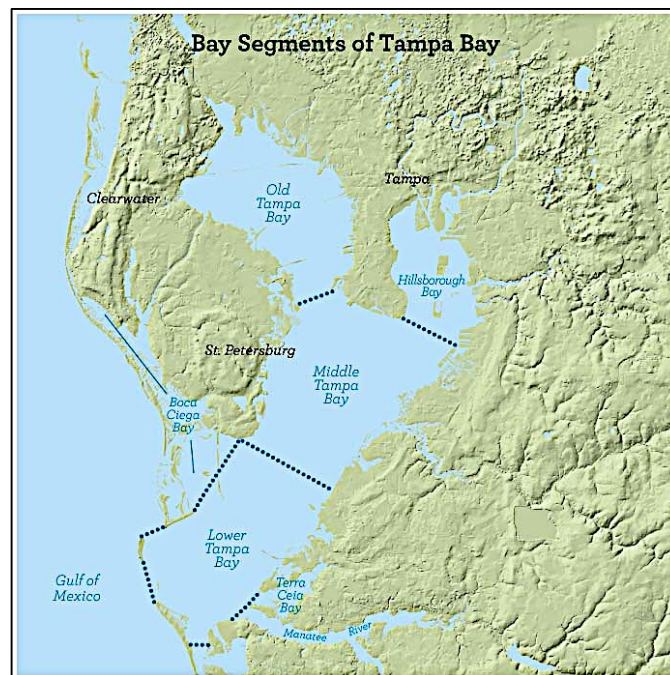 Bay Segments of Tampa Bay
Clearwater
Old
Tampa
Bay
Tampa
Hillsborough
Bay
St. Petersburg
Middle
Tampa
Bay
Boca
Ciega
Bay
Lower
Tampa
Bay
Gulf of
Mexico
Terra
Ceia
Bay
Manatee River